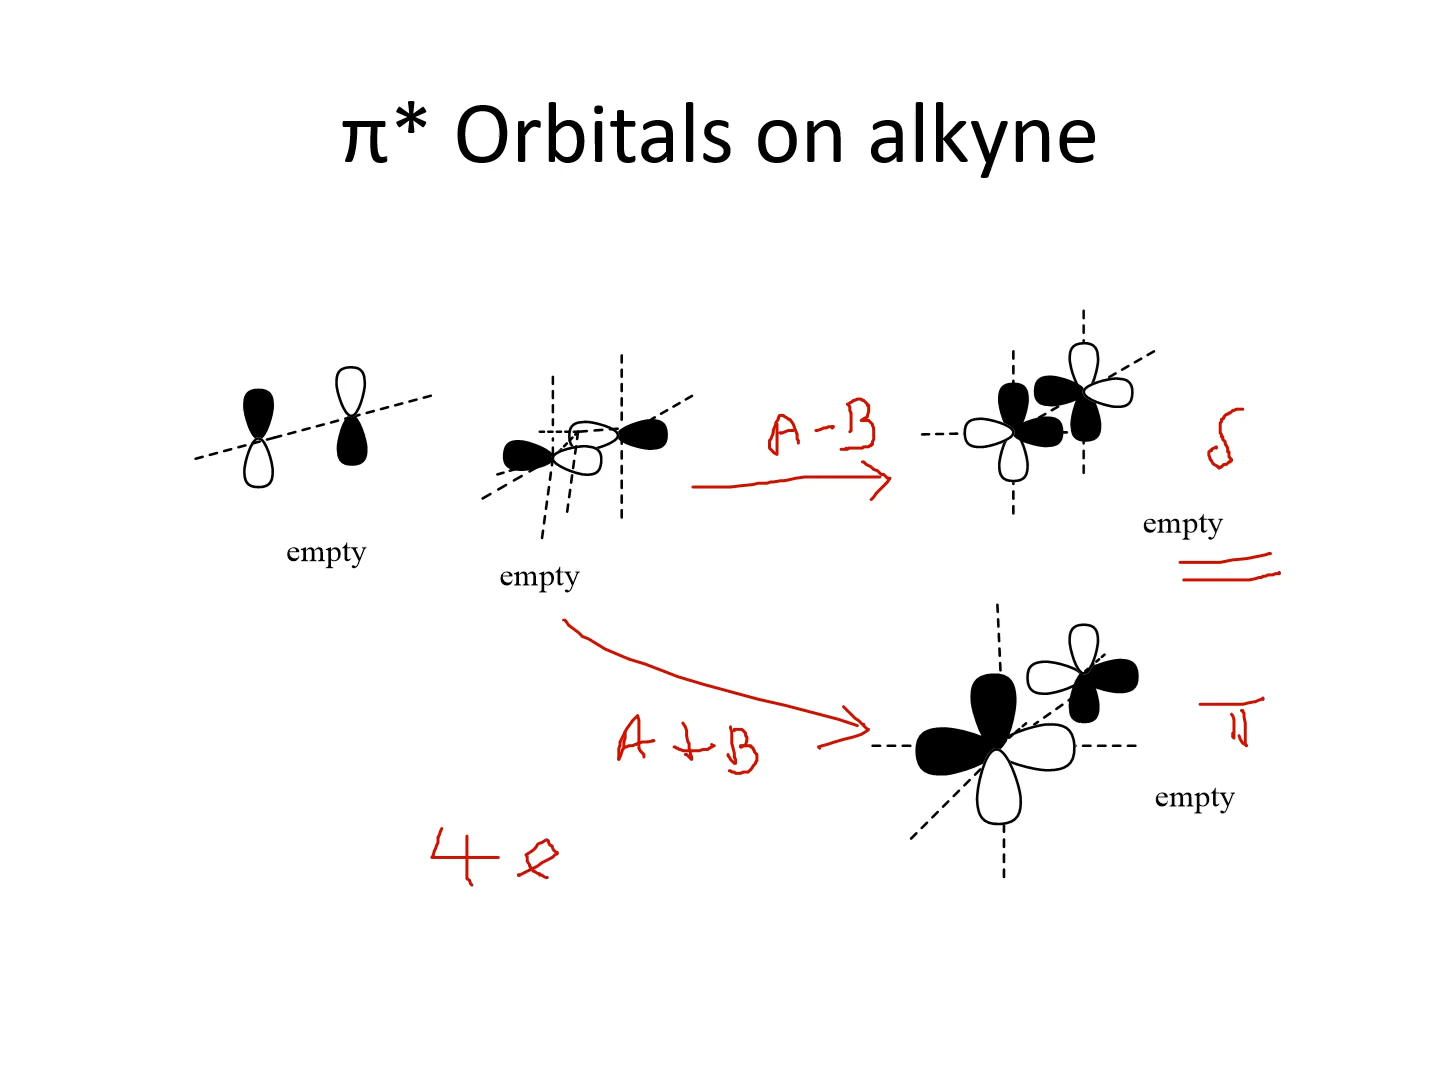 π* Orbitals on alkyne
A - B
δ
empty
empty
empty
A + B
π
empty
4 e